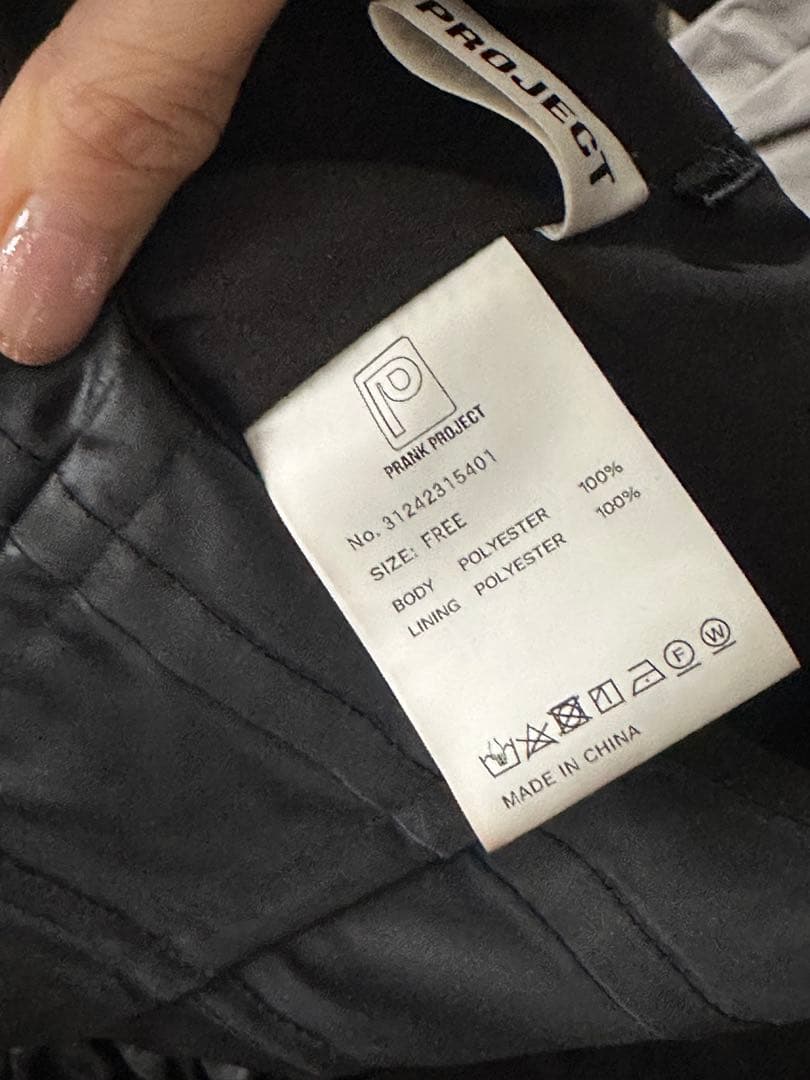 PROJECT
P
PRANK PROJECT
No. 31242315401
SIZE: FREE
BODY POLYESTER 100%
LINING POLYESTER 100%
F W
MADE IN CHINA